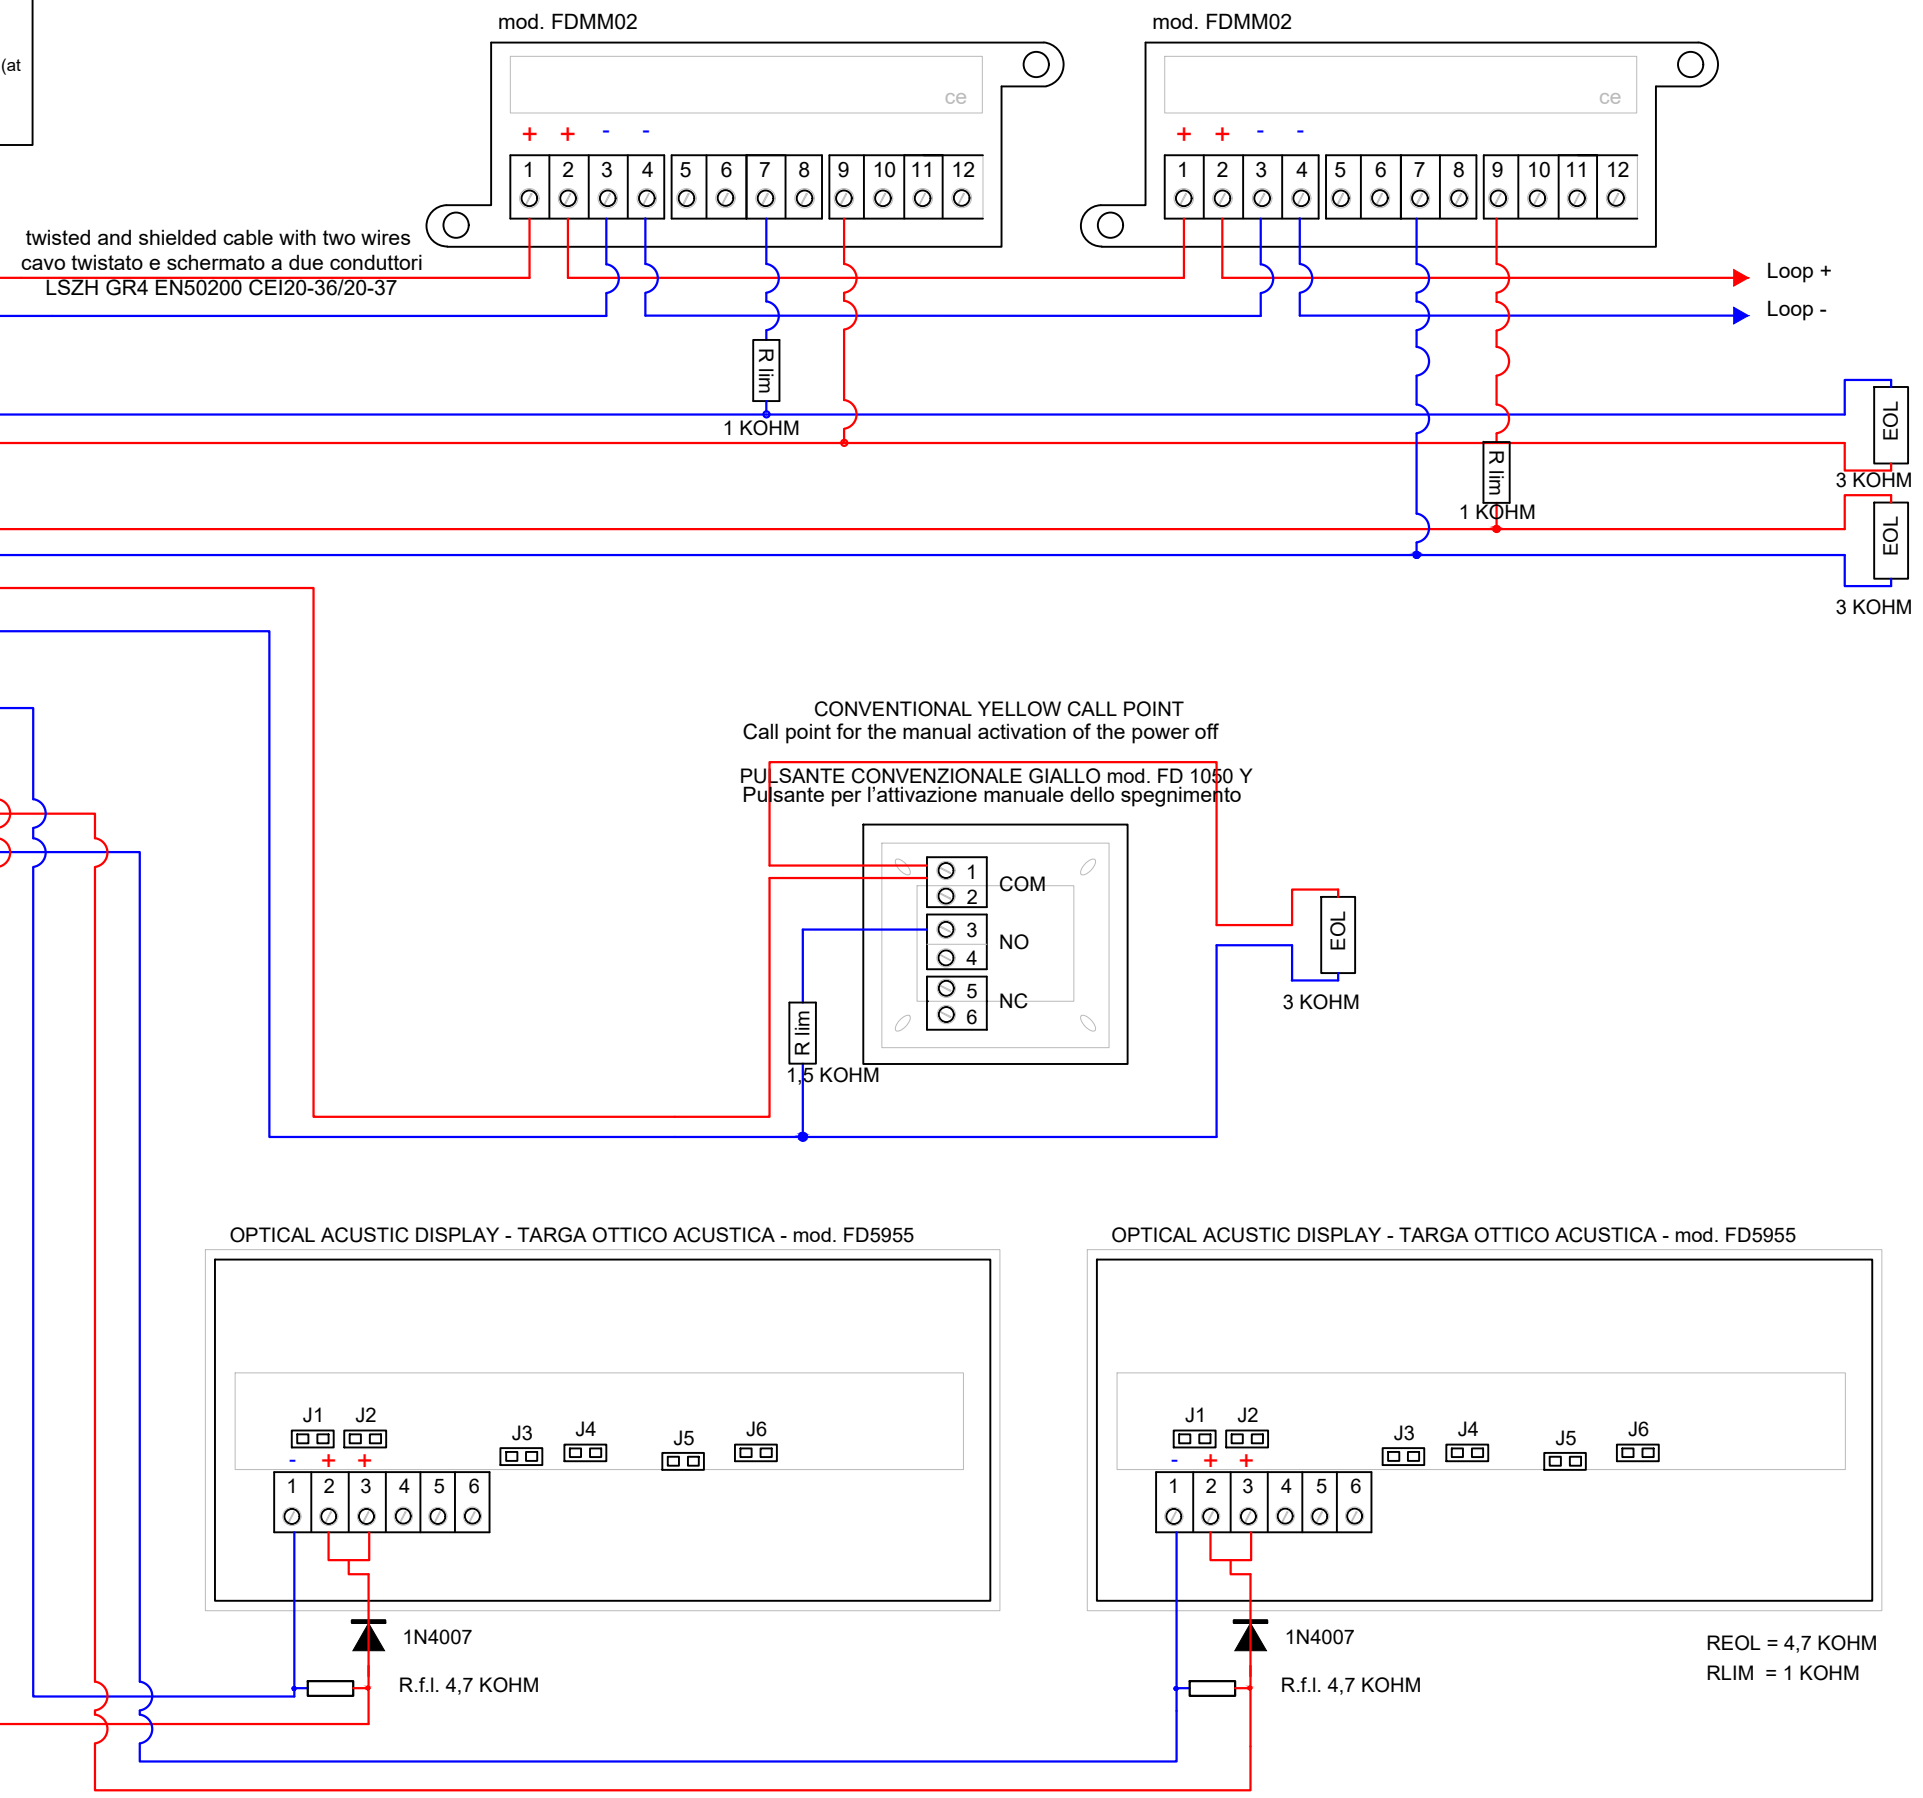 mod. FDMM02
mod. FDMM02
(at
ce
ce
+ + - -
+ + - -
1 2 3 4 5 6 7 8 9 10 11 12
1 2 3 4 5 6 7 8 9 10 11 12
twisted and shielded cable with two wires
cavo twistato e schermato a due conduttori
LSZH GR4 EN50200 CEI20-36/20-37
Loop +
Loop -
R lim
1 KOHM
EOL
3 KOHM
R lim
1 KOHM
EOL
3 KOHM
CONVENTIONAL YELLOW CALL POINT
Call point for the manual activation of the power off
PULSANTE CONVENZIONALE GIALLO mod. FD 1050 Y
Pulsante per l'attivazione manuale dello spegnimento
1
2
COM
3
4
NO
5
6
NC
EOL
3 KOHM
R lim
1,5 KOHM
OPTICAL ACUSTIC DISPLAY - TARGA OTTICO ACUSTICA - mod. FD5955
OPTICAL ACUSTIC DISPLAY - TARGA OTTICO ACUSTICA - mod. FD5955
J1 J2 J3 J4 J5 J6
J1 J2 J3 J4 J5 J6
- + +
- + +
1 2 3 4 5 6
1 2 3 4 5 6
1N4007
1N4007
R.f.l. 4,7 KOHM
R.f.l. 4,7 KOHM
REOL = 4,7 KOHM
RLIM = 1 KOHM